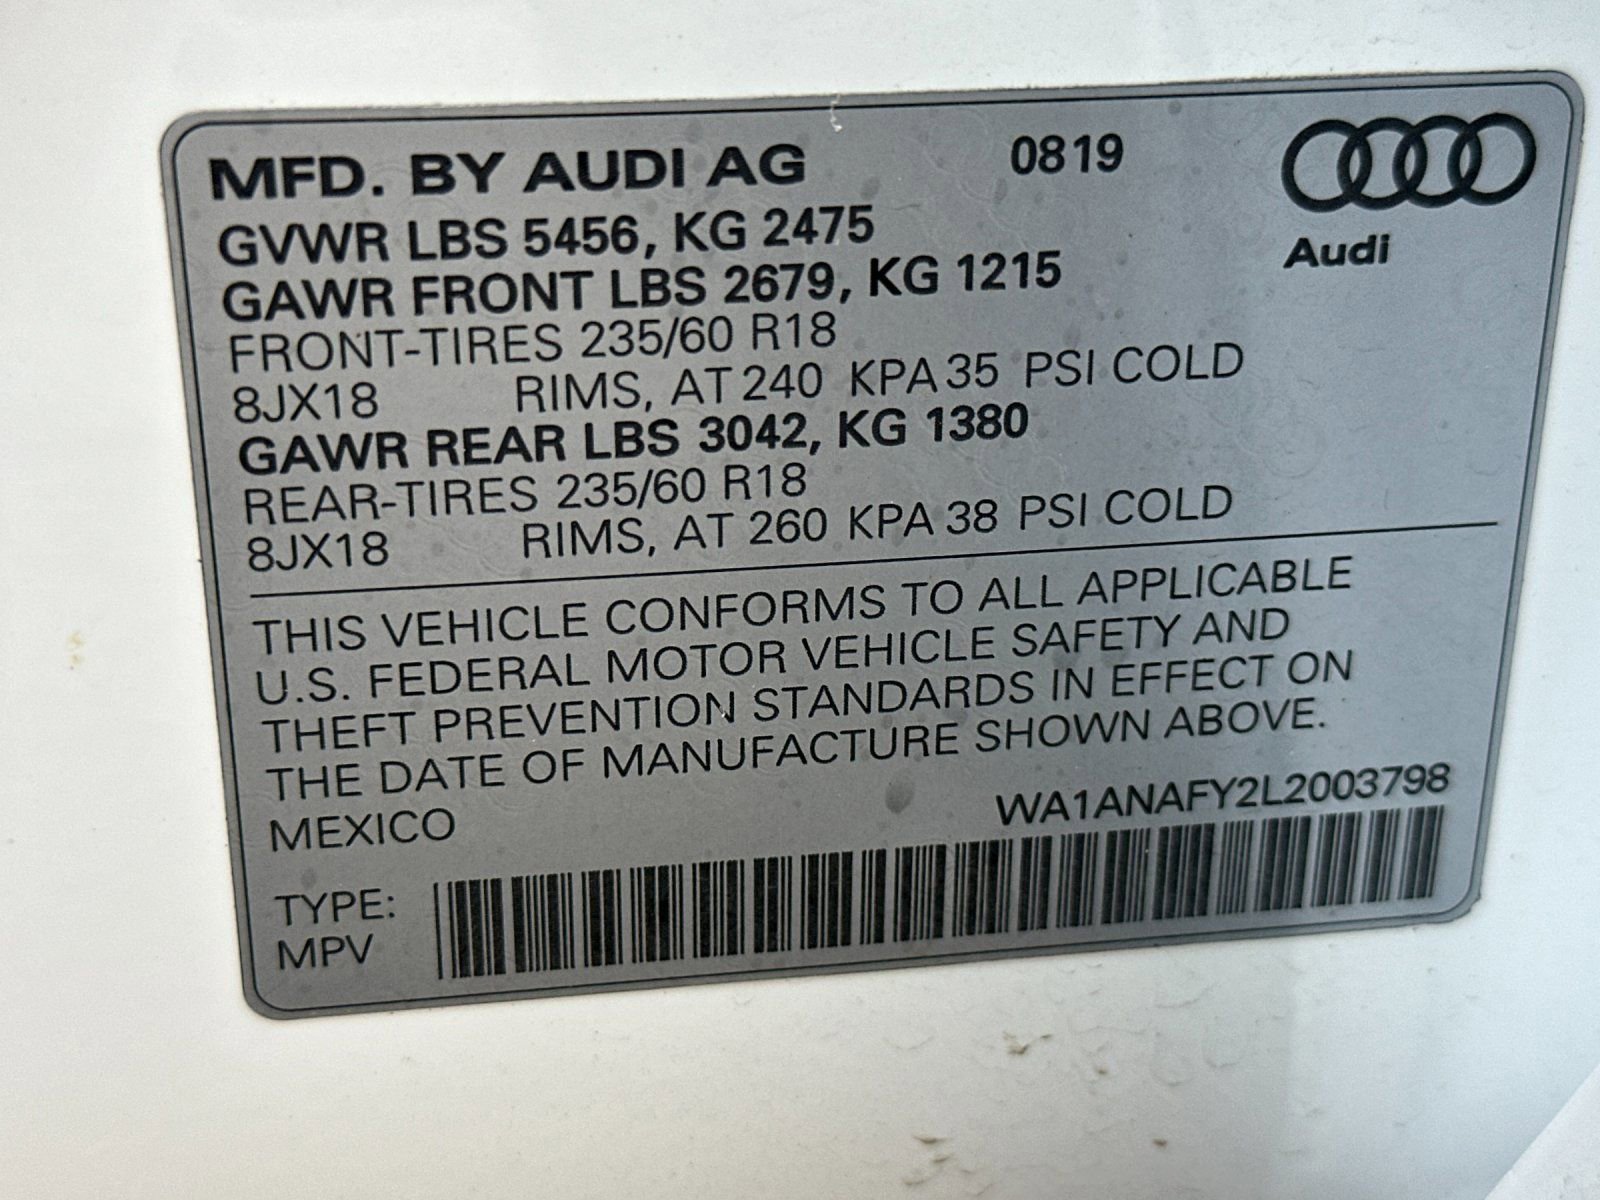 MFD. BY AUDI AG 0819
GVWR LBS 5456, KG 2475
Audi
GAWR FRONT LBS 2679, KG 1215
FRONT-TIRES 235/60 R18
8JX18 RIMS, AT 240 KPA 35 PSI COLD
GAWR REAR LBS 3042, KG 1380
REAR-TIRES 235/60 R18
8JX18 RIMS, AT 260 KPA 38 PSI COLD
THIS VEHICLE CONFORMS TO ALL APPLICABLE
U.S. FEDERAL MOTOR VEHICLE SAFETY AND
THEFT PREVENTION STANDARDS IN EFFECT ON
THE DATE OF MANUFACTURE SHOWN ABOVE.
MEXICO
WA1ANAFY2L2003798
TYPE:
MPV